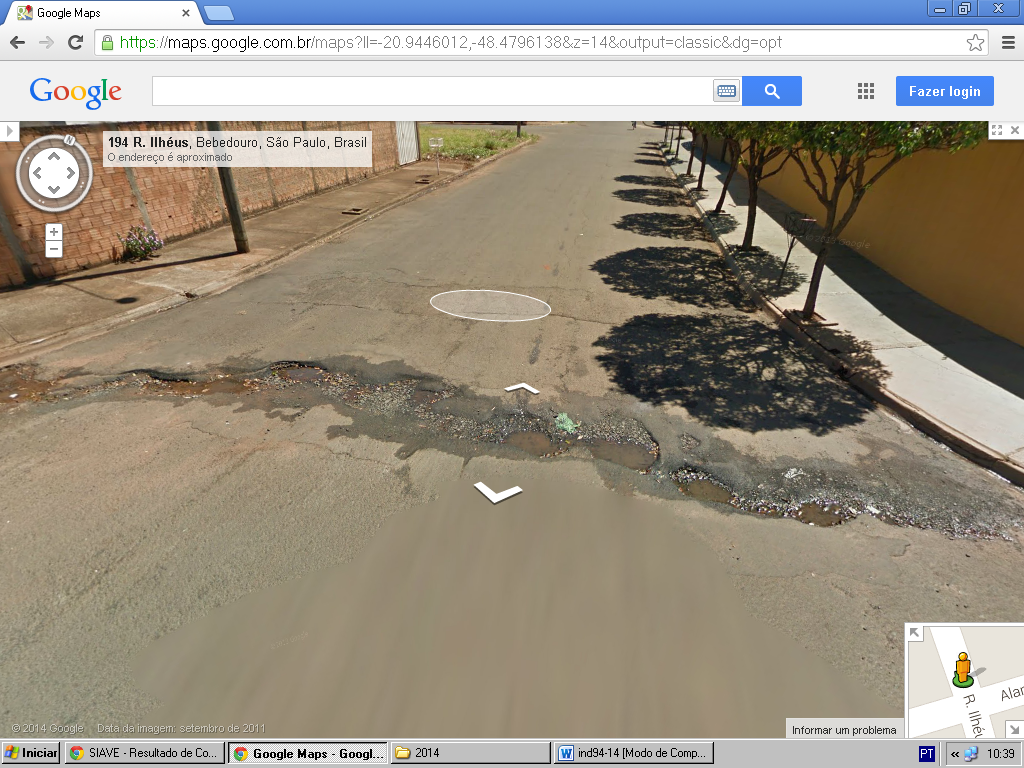 Google Maps
https://maps.google.com.br/maps?ll=-20.9446012,-48.4796138&z=14&output=classic&dg=opt
Google
Fazer login
194 R. Ilhéus, Bebedouro, São Paulo, Brasil
O endereço é aproximado
Google
Alar
R. Ilhé
© 2014 Google
Data da imagem: setembro de 2011
Informar um problema
Iniciar
SIAVE - Resultado de Co...
Google Maps - Googl...
2014
ind94-14 [Modo de Comp...
PT
«
10:39